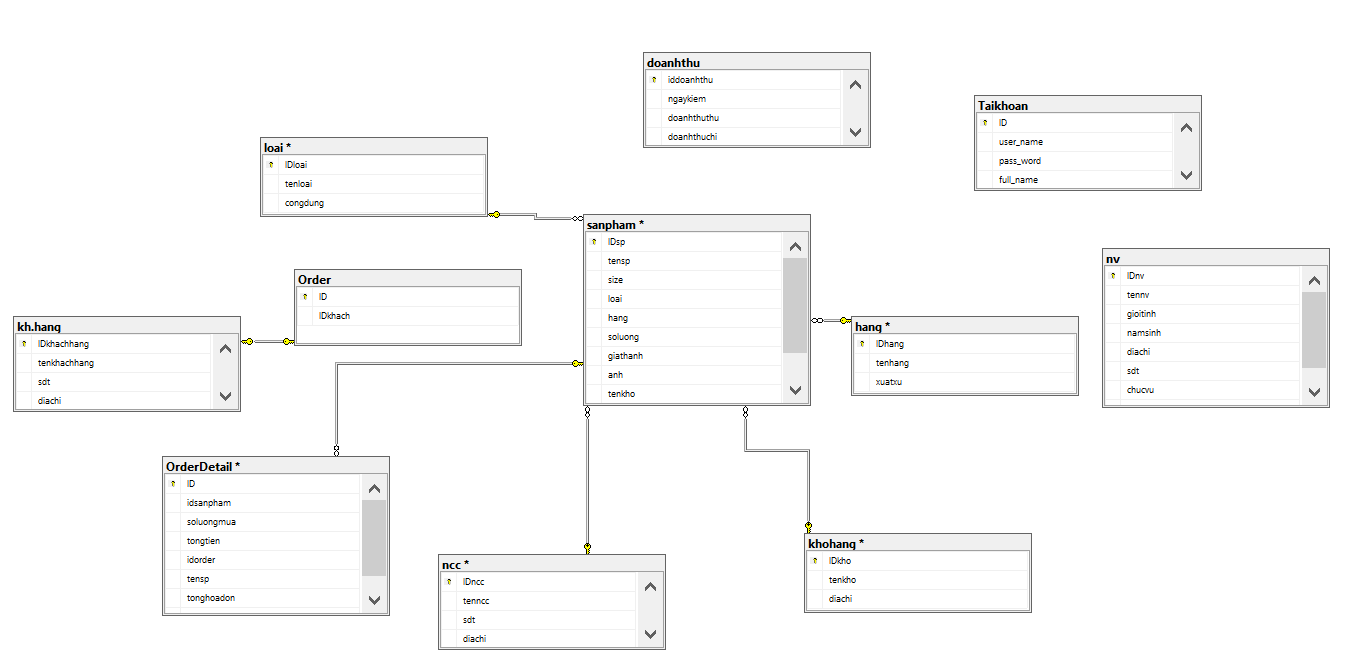 doanhthu
iddoanhthu
ngaykiem
doanhthuthu
doanhthuchi
Taikhoan
ID
user_name
pass_word
full_name
loai *
IDloai
tenloai
congdung
sanpham *
IDsp
tensp
size
loai
hang
soluong
giathanh
anh
tenkho
nv
IDnv
tennv
gioitinh
namsinh
diachi
sdt
chucvu
Order
ID
IDkhach
kh.hang
IDkhachhang
tenkhachhang
sdt
diachi
hang *
IDhang
tenhang
xuatxu
OrderDetail *
ID
idsanpham
soluongmua
tongtien
idorder
tensp
tonghoadon
ncc *
IDncc
tenncc
sdt
diachi
khohang *
IDkho
tenkho
diachi